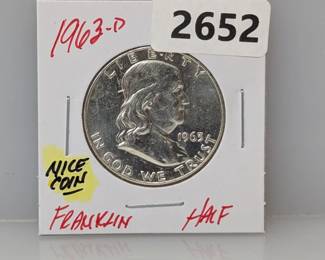 2652
1963-D
LIBERTY
1963
IN GOD WE TRUST
NICE
COIN
FRANKLIN HALF